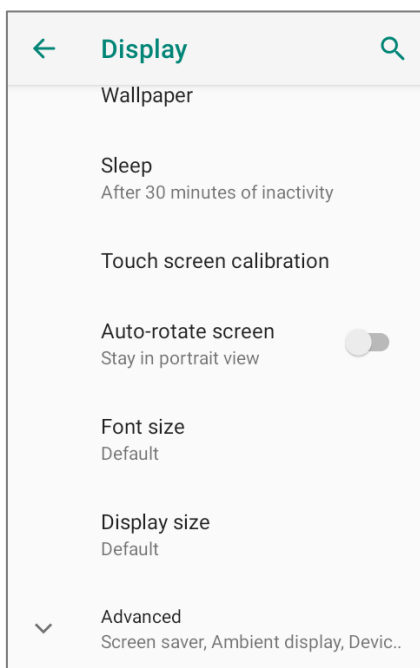 Display
Wallpaper
Sleep
After 30 minutes of inactivity
Touch screen calibration
Auto-rotate screen
Stay in portrait view
Font size
Default
Display size
Default
Advanced
Screen saver, Ambient display, Devic..